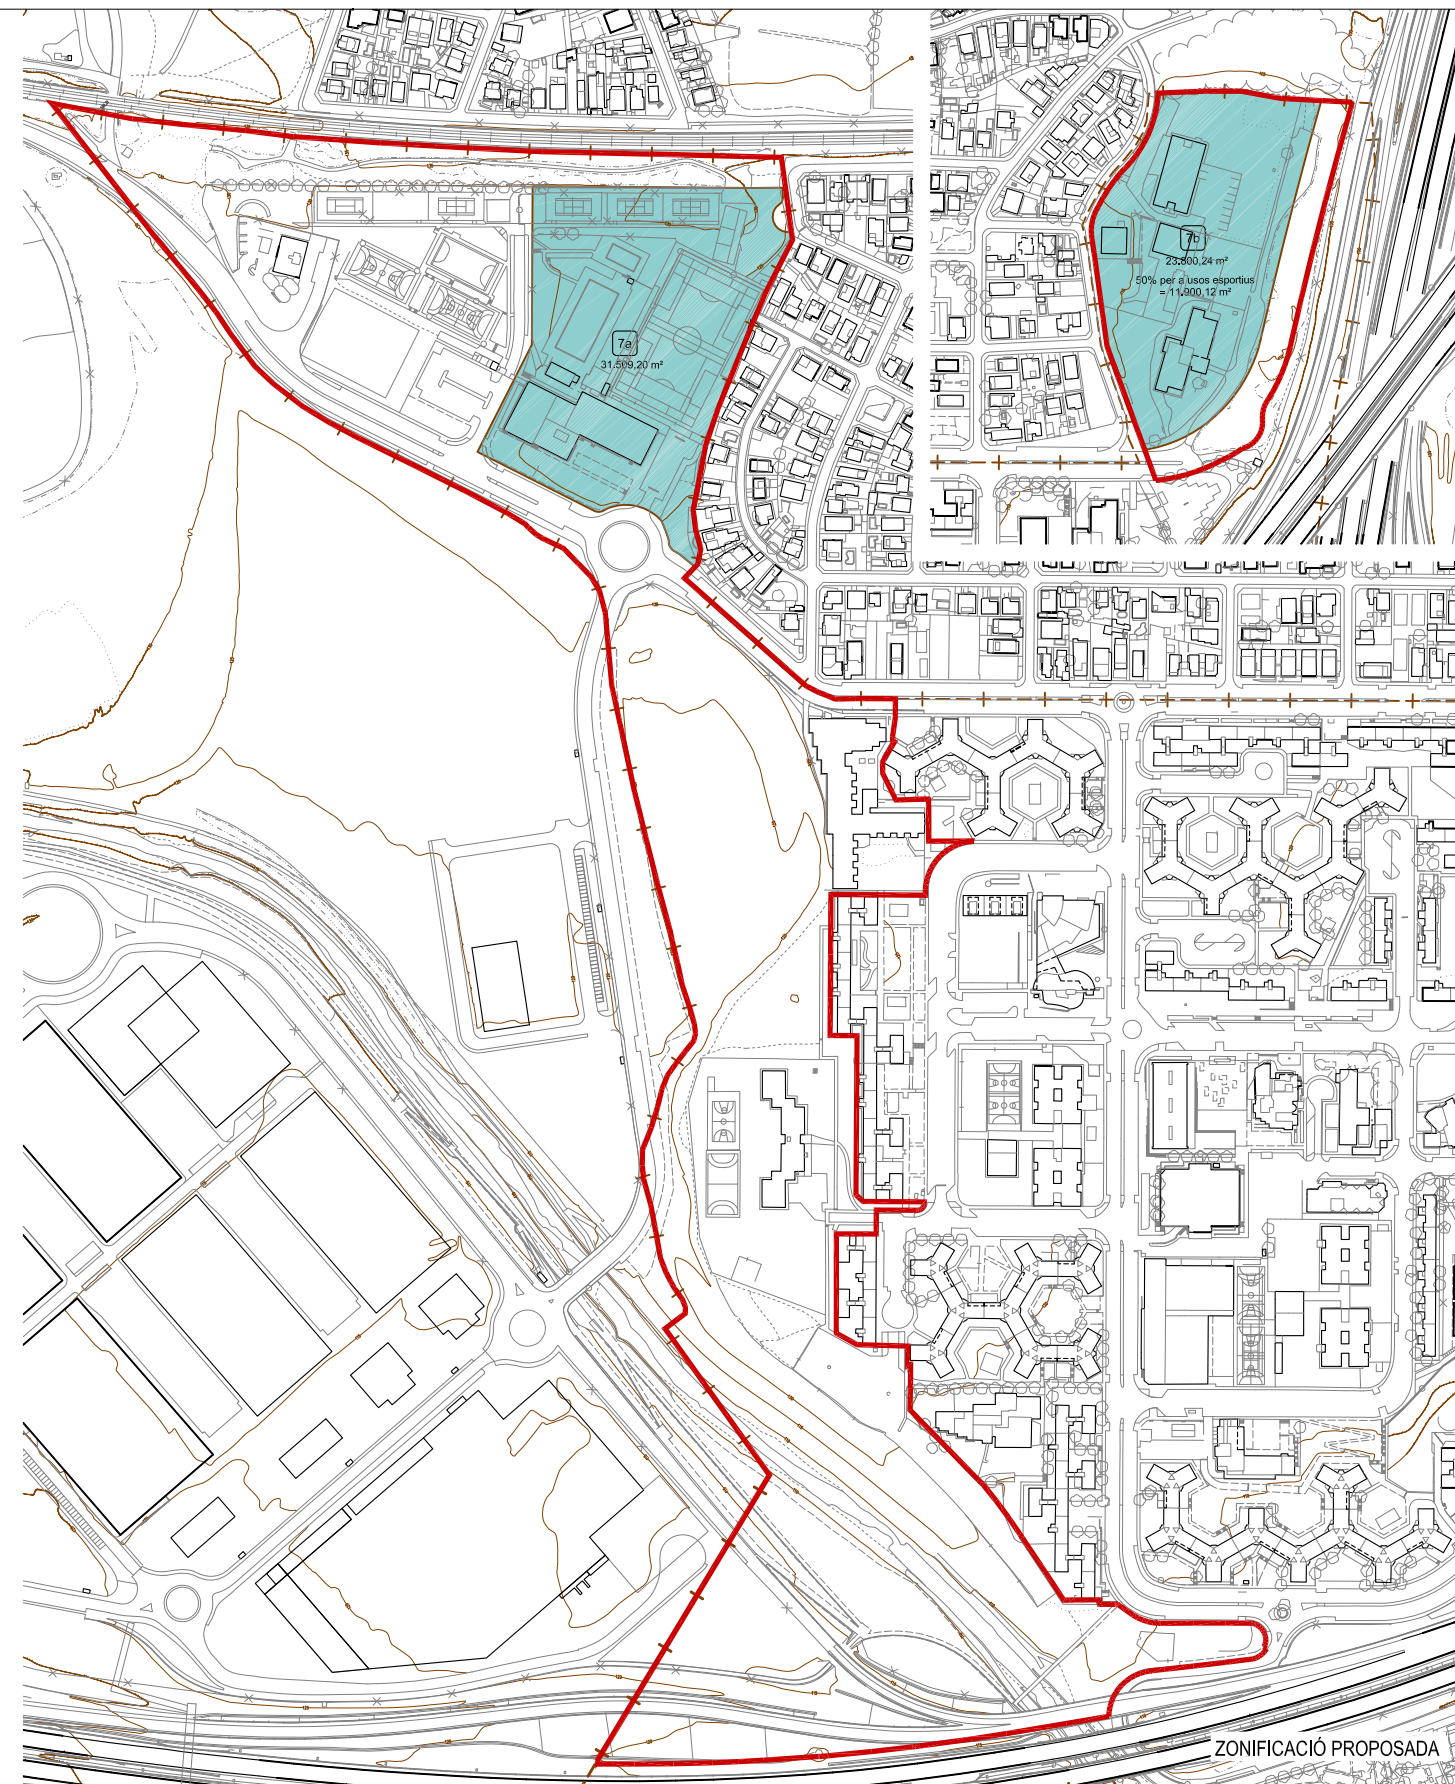 7a
31.509,20 m²
7b
23.800,24 m²
50% per a usos esportius
= 11.900,12 m²
ZONIFICACIÓ PROPOSADA